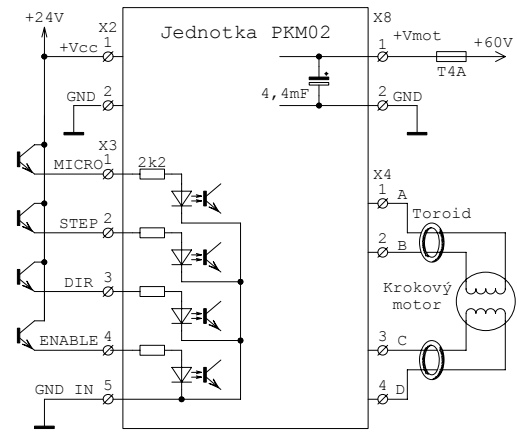 +24V
X2
1
+Vcc
GND
2
X3
MICRO
1
2k2
STEP
2
DIR
3
ENABLE
4
GND IN
5
Jednotka PKM02
4,4mF
X8
1
+Vmot
+60V
T4A
2
GND
X4
1
A
Toroid
2
B
Krokový
motor
3
C
4
D